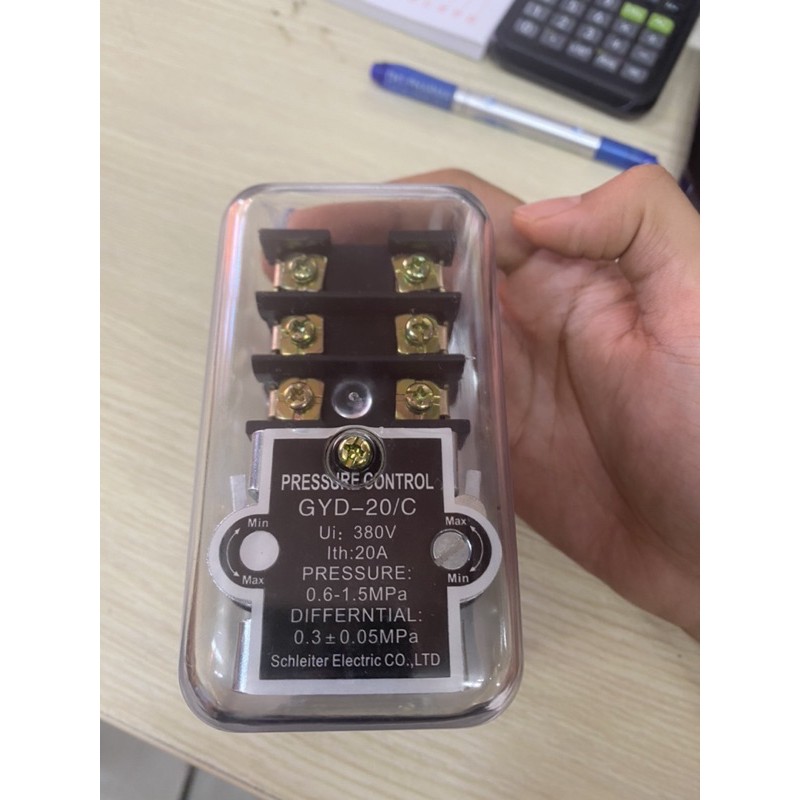 PRESSURE CONTROL
GYD-20/C
Min
Max
Ui: 380V
Ith:20A
Max
Min
PRESSURE:
0.6-1.5MPa
DIFFERNTIAL:
0.3±0.05MPa
Schleiter Electric CO.,LTD